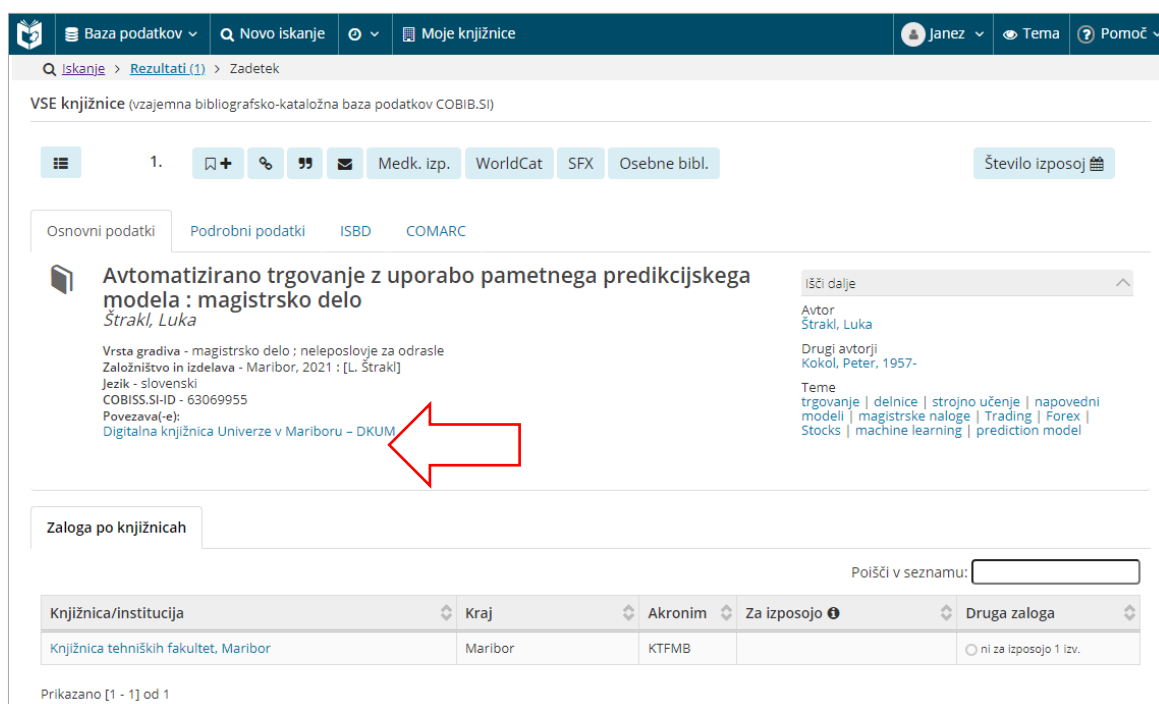 Baza podatkov Novo iskanje Moje knjižnice Janez Tema Pomoč
Iskanje > Rezultati (1) > Zadetek
VSE knjižnice (vzajemna bibliografsko-kataložna baza podatkov COBIB.SI)
1. Medk. izp. WorldCat SFX Osebne bibl. Število izposoj
Osnovni podatki Podrobni podatki ISBD COMARC
Avtomatizirano trgovanje z uporabo pametnega predikcijskega
modela : magistrsko delo
Štrakl, Luka
Vrsta gradiva - magistrsko delo ; neleposlovje za odrasle
Založništvo in izdelava - Maribor, 2021 : [L. Štrakl]
Jezik - slovenski
COBISS.SI-ID - 63069955
Povezava(-e):
Digitalna knjižnica Univerze v Mariboru – DKUM
Išči dalje
Avtor
Štrakl, Luka
Drugi avtorji
Kokol, Peter, 1957-
Teme
trgovanje | delnice | strojno učenje | napovedni
modeli | magistrske naloge | Trading | Forex |
Stocks | machine learning | prediction model
Zaloga po knjižnicah
Poišči v seznamu:
Knjižnica/institucija Kraj Akronim Za izposojo Druga zaloga
Knjižnica tehniških fakultet, Maribor Maribor KTFMB ni za izposojo 1 izv.
Prikazano [1 - 1] od 1